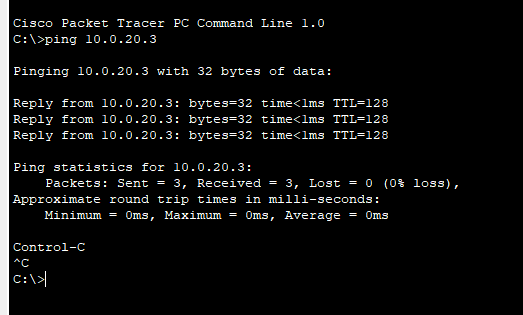 Cisco Packet Tracer PC Command Line 1.0
C:\>ping 10.0.20.3
Pinging 10.0.20.3 with 32 bytes of data:
Reply from 10.0.20.3: bytes=32 time<1ms TTL=128
Reply from 10.0.20.3: bytes=32 time<1ms TTL=128
Reply from 10.0.20.3: bytes=32 time<1ms TTL=128
Ping statistics for 10.0.20.3:
    Packets: Sent = 3, Received = 3, Lost = 0 (0% loss),
Approximate round trip times in milli-seconds:
    Minimum = 0ms, Maximum = 0ms, Average = 0ms
Control-C
^C
C:\>